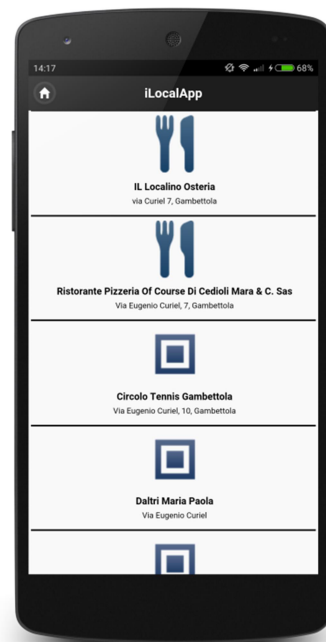 14:17
68%
iLocalApp
IL Localino Osteria
via Curiel 7, Gambettola
Ristorante Pizzeria Of Course Di Cedioli Mara & C. Sas
Via Eugenio Curiel, 7, Gambettola
Circolo Tennis Gambettola
Via Eugenio Curiel, 10, Gambettola
Daltri Maria Paola
Via Eugenio Curiel